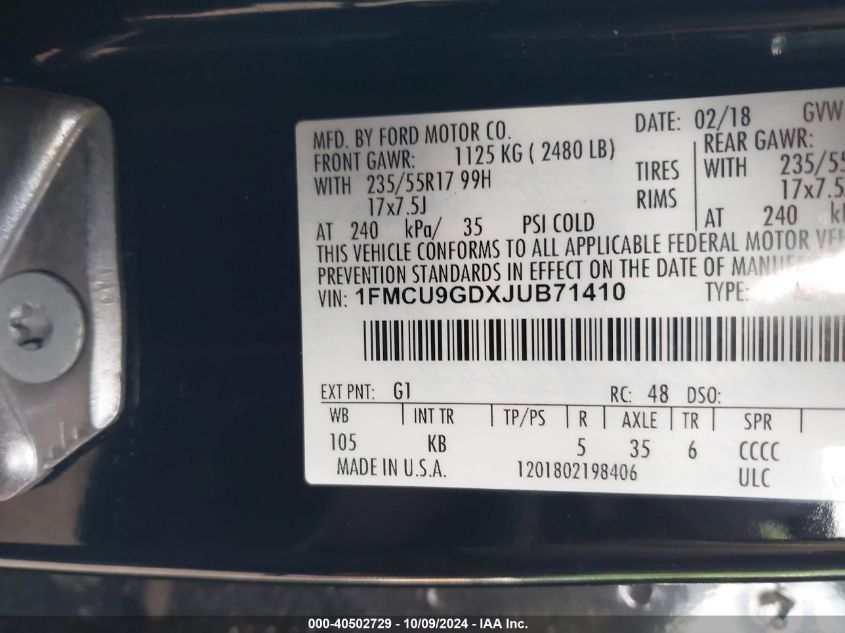 MFD. BY FORD MOTOR CO. DATE: 02/18 GVW
FRONT GAWR: 1125 KG ( 2480 LB) REAR GAWR:
WITH 235/55R17 99H TIRES WITH 235/55
17x7.5J RIMS 17x7.5
AT 240 kPa/ 35 PSI COLD AT 240
THIS VEHICLE CONFORMS TO ALL APPLICABLE FEDERAL MOTOR
PREVENTION STANDARDS IN EFFECT ON THE DATE OF
VIN: 1FMCU9GDXJUB71410 TYPE:
EXT PNT: G1 RC: 48 DSO:
WB INT TR TP/PS R AXLE TR SPR
105 KB 5 35 6 CCCC
MADE IN U.S.A. 1201802198406 ULC
000-40502729 - 10/09/2024 - IAA Inc.